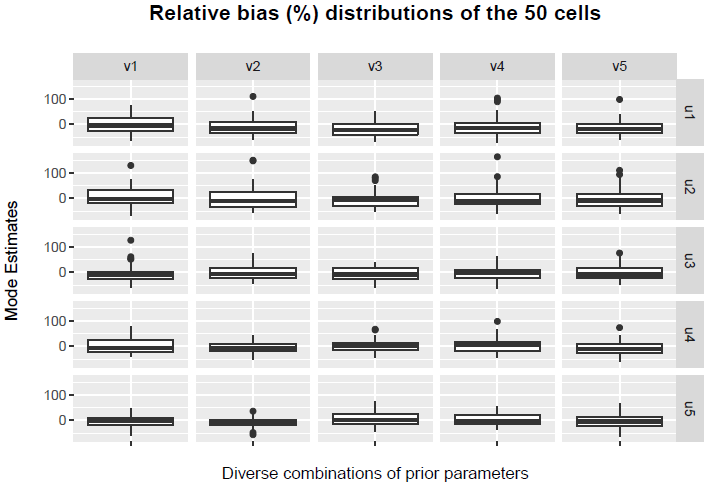 Relative bias (%) distributions of the 50 cells
v1 v2 v3 v4 v5
100
0
u1
100
0
u2
Mode Estimates
100
0
u3
100
0
u4
100
0
u5
Diverse combinations of prior parameters